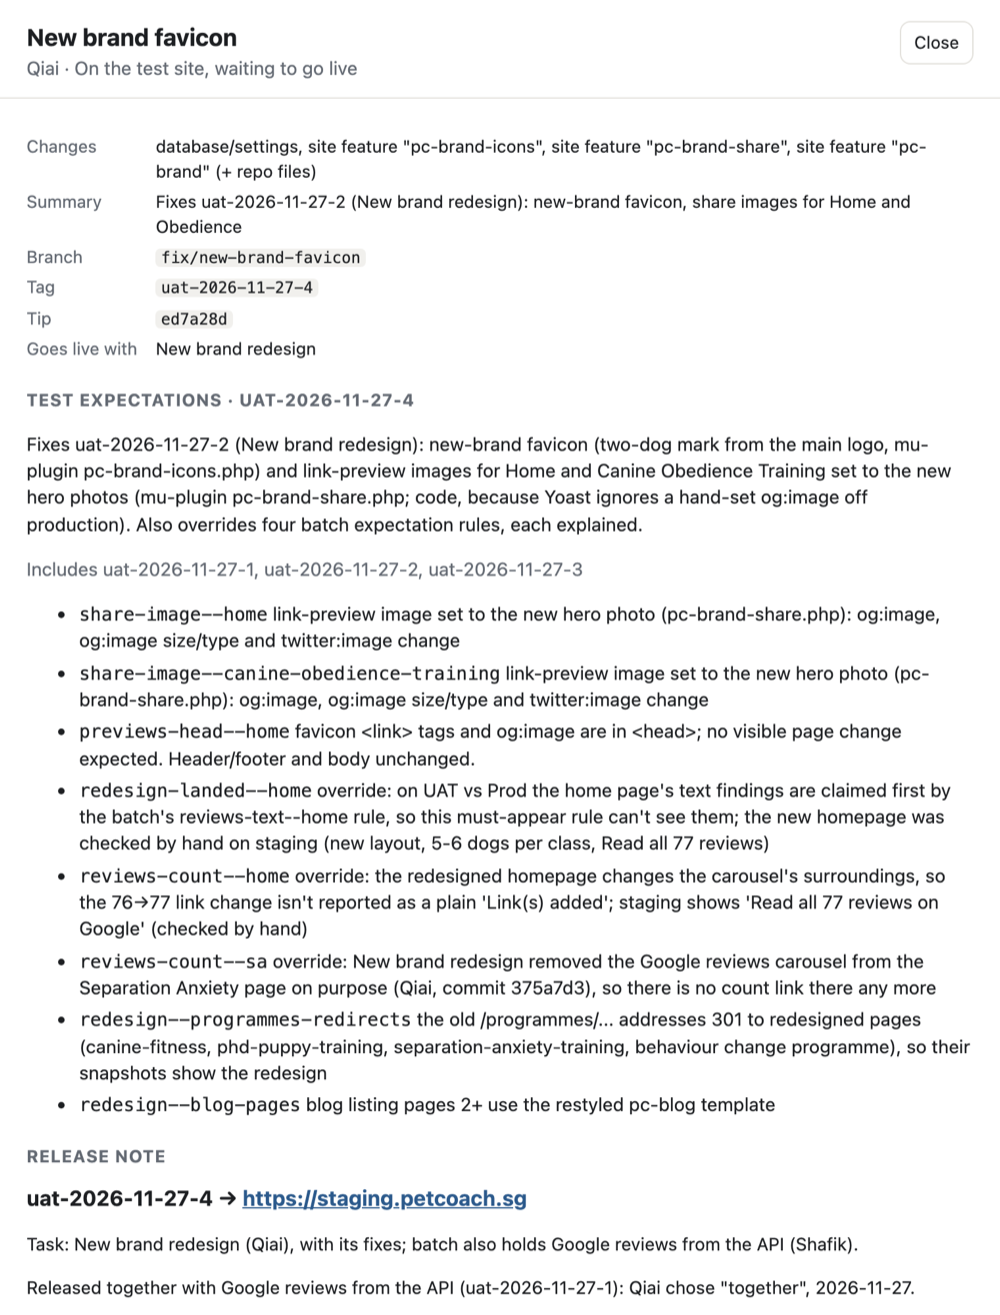 New brand favicon
Close
Qiai · On the test site, waiting to go live
Changes
database/settings, site feature "pc-brand-icons", site feature "pc-brand-share", site feature "pc-
brand" (+ repo files)
Summary
Fixes uat-2026-11-27-2 (New brand redesign): new-brand favicon, share images for Home and
Obedience
Branch
fix/new-brand-favicon
Tag
uat-2026-11-27-4
Tip
ed7a28d
Goes live with
New brand redesign
TEST EXPECTATIONS · UAT-2026-11-27-4
Fixes uat-2026-11-27-2 (New brand redesign): new-brand favicon (two-dog mark from the main logo, mu-
plugin pc-brand-icons.php) and link-preview images for Home and Canine Obedience Training set to the new
hero photos (mu-plugin pc-brand-share.php; code, because Yoast ignores a hand-set og:image off
production). Also overrides four batch expectation rules, each explained.
Includes uat-2026-11-27-1, uat-2026-11-27-2, uat-2026-11-27-3
• share-image--home link-preview image set to the new hero photo (pc-brand-share.php): og:image,
og:image size/type and twitter:image change
• share-image--canine-obedience-training link-preview image set to the new hero photo (pc-
brand-share.php): og:image, og:image size/type and twitter:image change
• previews-head--home favicon <link> tags and og:image are in <head>; no visible page change
expected. Header/footer and body unchanged.
• redesign-landed--home override: on UAT vs Prod the home page's text findings are claimed first by
the batch's reviews-text--home rule, so this must-appear rule can't see them; the new homepage was
checked by hand on staging (new layout, 5-6 dogs per class, Read all 77 reviews)
• reviews-count--home override: the redesigned homepage changes the carousel's surroundings, so
the 76→77 link change isn't reported as a plain 'Link(s) added'; staging shows 'Read all 77 reviews on
Google' (checked by hand)
• reviews-count--sa override: New brand redesign removed the Google reviews carousel from the
Separation Anxiety page on purpose (Qiai, commit 375a7d3), so there is no count link there any more
• redesign--programmes-redirects the old /programmes/... addresses 301 to redesigned pages
(canine-fitness, phd-puppy-training, separation-anxiety-training, behaviour change programme), so their
snapshots show the redesign
• redesign--blog-pages blog listing pages 2+ use the restyled pc-blog template
RELEASE NOTE
uat-2026-11-27-4 → https://staging.petcoach.sg
Task: New brand redesign (Qiai), with its fixes; batch also holds Google reviews from the API (Shafik).
Released together with Google reviews from the API (uat-2026-11-27-1): Qiai chose "together", 2026-11-27.